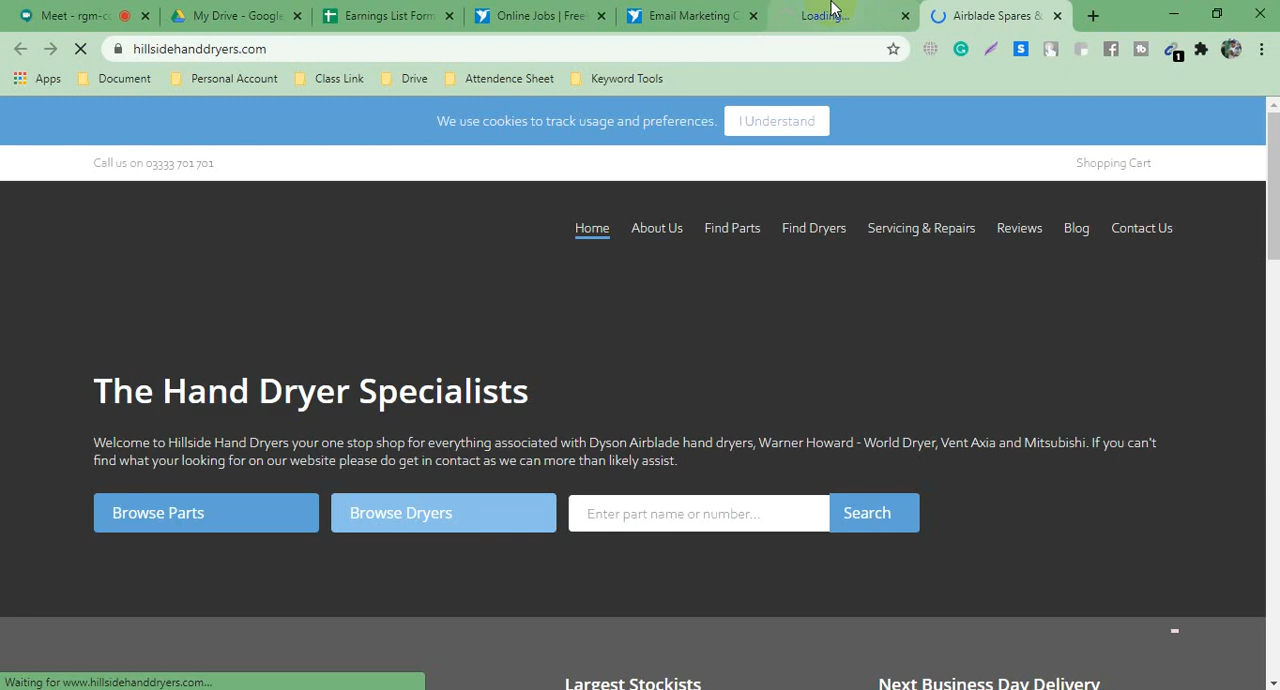 Meet - rgm-c
My Drive - Google
Earnings List Form
Online Jobs | Free
Email Marketing C
Loading...
Airblade Spares &
hillsidehanddryers.com
1
Apps
Document
Personal Account
Class Link
Drive
Attendence Sheet
Keyword Tools
We use cookies to track usage and preferences.
I Understand
Call us on 03333 701 701
Shopping Cart
Home
About Us
Find Parts
Find Dryers
Servicing & Repairs
Reviews
Blog
Contact Us
The Hand Dryer Specialists
Welcome to Hillside Hand Dryers your one stop shop for everything associated with Dyson Airblade hand dryers, Warner Howard - World Dryer, Vent Axia and Mitsubishi. If you can't
find what your looking for on our website please do get in contact as we can more than likely assist.
Browse Parts
Browse Dryers
Enter part name or number...
Search
Waiting for www.hillsidehanddryers.com...
Largest Stockists
Next Business Day Delivery